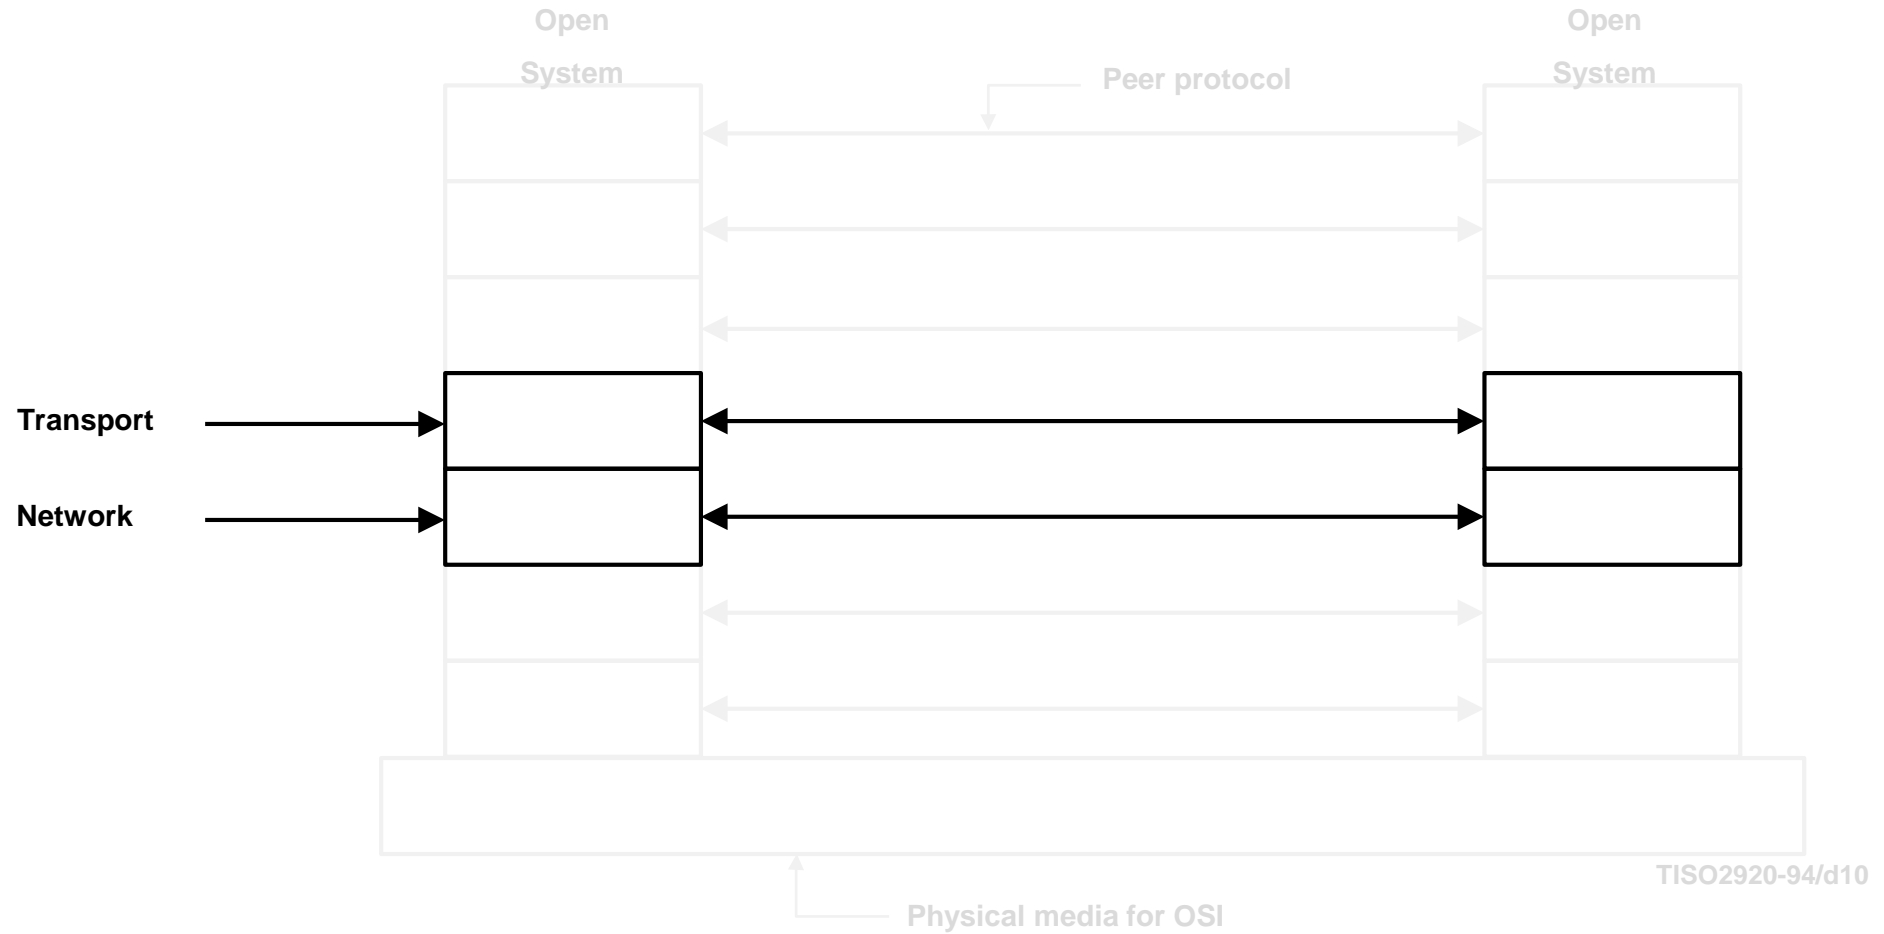 Open
System
Open
System
Peer protocol
Transport
Network
TISO2920-94/d10
Physical media for OSI